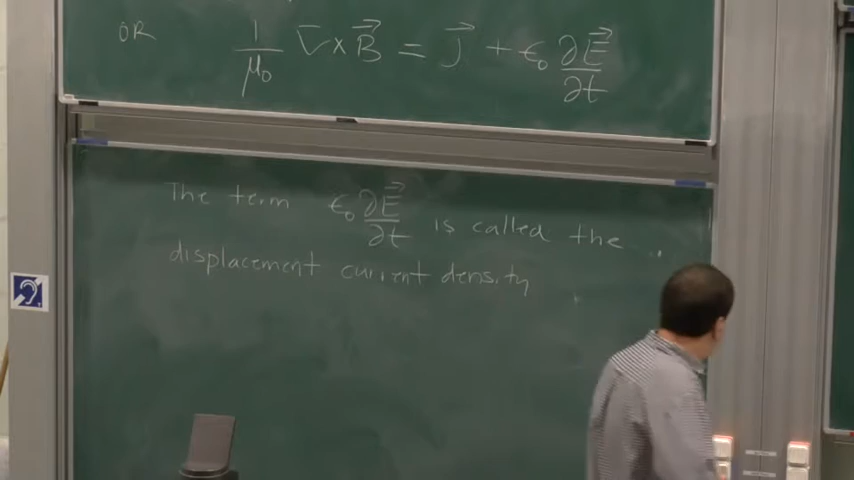 OR 1/μ₀ ∇×B⃗ = J⃗ + ϵ₀ ∂E⃗/∂t
The term ϵ₀ ∂E⃗/∂t is called the
displacement current density